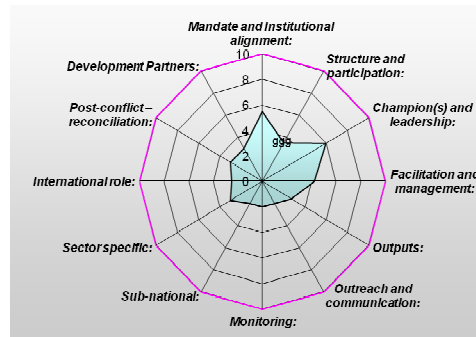 Mandate and Institutional
alignment:
Structure and
participation:
Champion(s) and
leadership:
Facilitation and
management:
Outputs:
Outreach and
communication:
Monitoring:
Sub-national:
Sector specific:
International role:
Post-conflict –
reconciliation:
Development Partners:
10
8
6
4
2
0
ggg